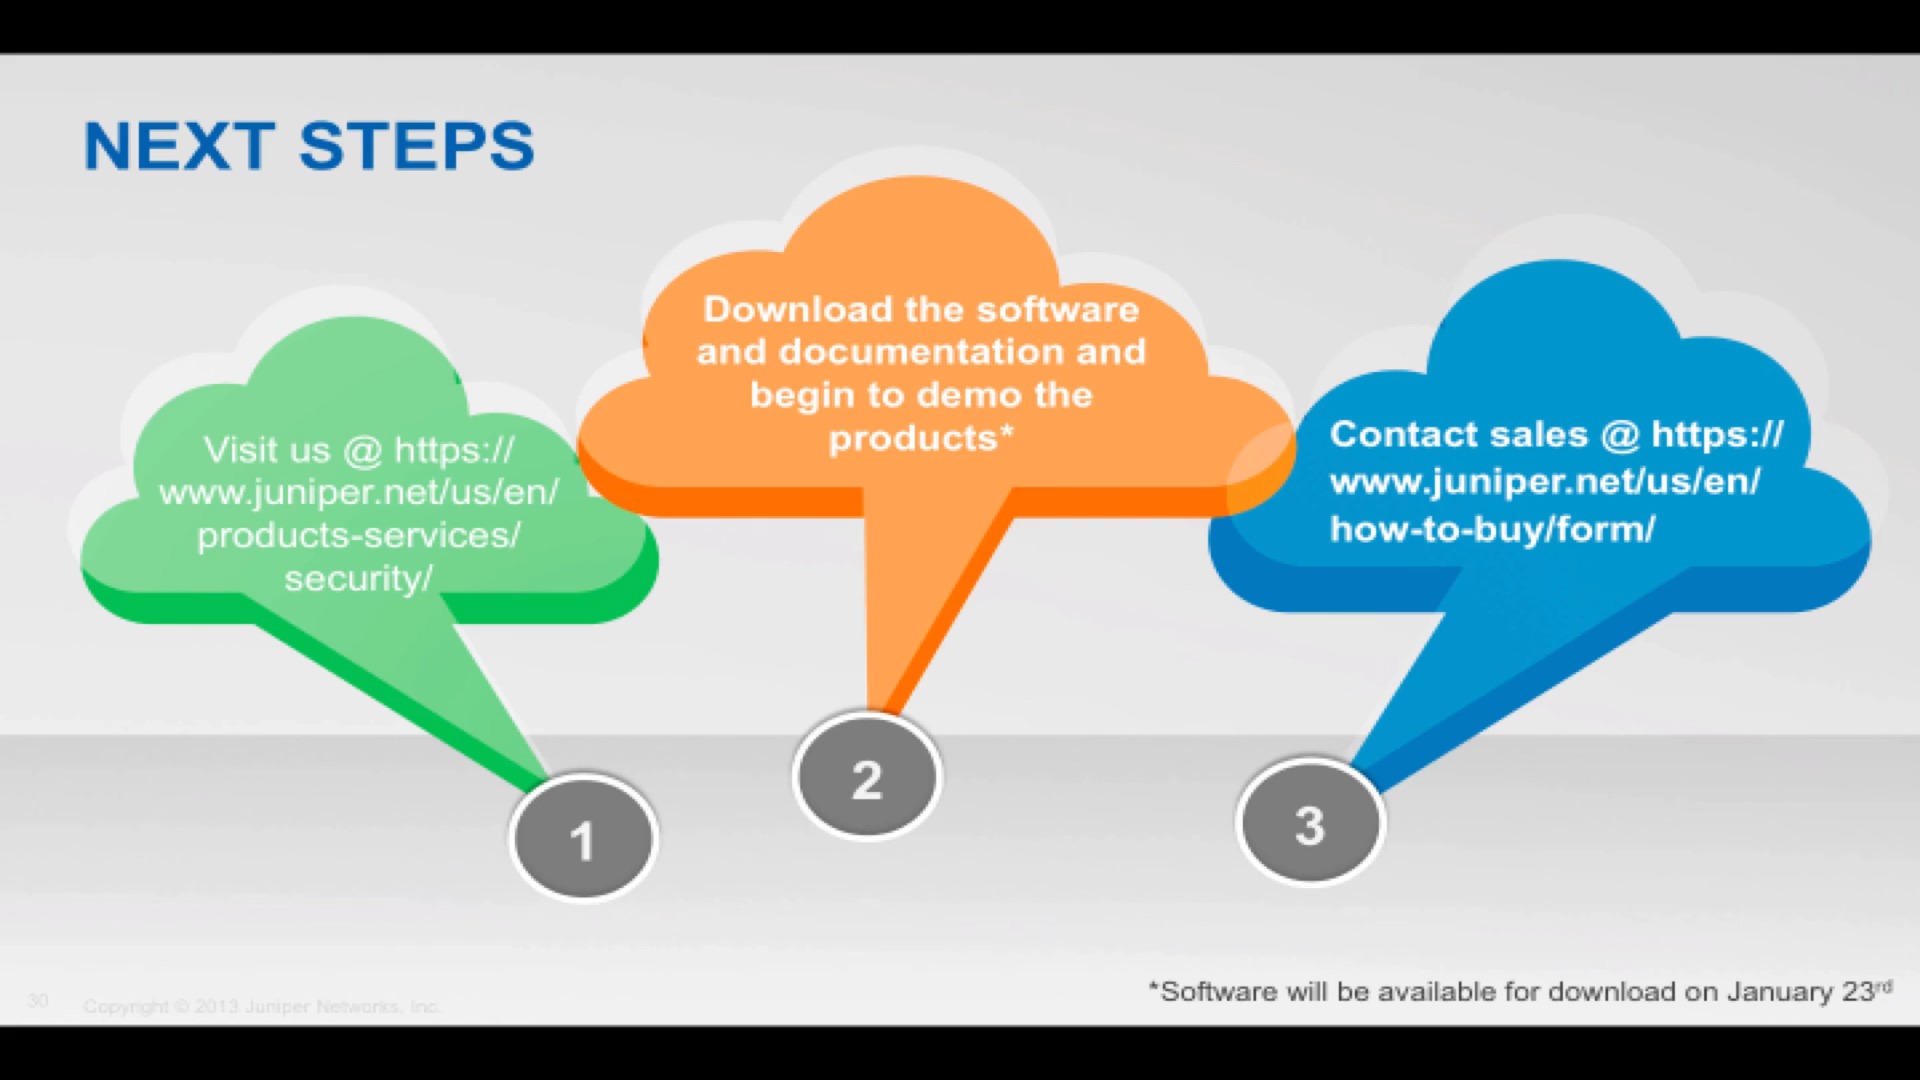 NEXT STEPS
Visit us @ https://
www.juniper.net/us/en/
products-services/
security/
Download the software
and documentation and
begin to demo the
products*
Contact sales @ https://
www.juniper.net/us/en/
how-to-buy/form/
1
2
3
*Software will be available for download on January 23rd
30
Copyright © 2013 Juniper Networks, Inc.